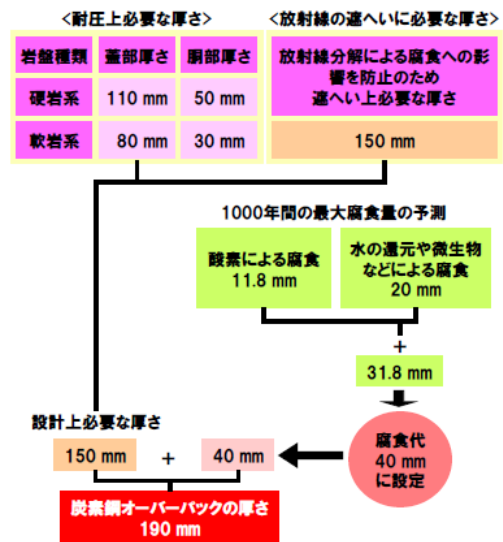 <耐圧上必要な厚さ>
<放射線の遮へいに必要な厚さ>
岩盤種類 蓋部厚さ 胴部厚さ
硬岩系 110 mm 50 mm
軟岩系 80 mm 30 mm
放射線分解による腐食への影
響を防止のため
遮へい上必要な厚さ
150 mm
1000年間の最大腐食量の予測
酸素による腐食
11.8 mm
水の還元や微生物
などによる腐食
20 mm
+
31.8 mm
腐食代
40 mm
に設定
設計上必要な厚さ
150 mm + 40 mm
炭素鋼オーバーパックの厚さ
190 mm